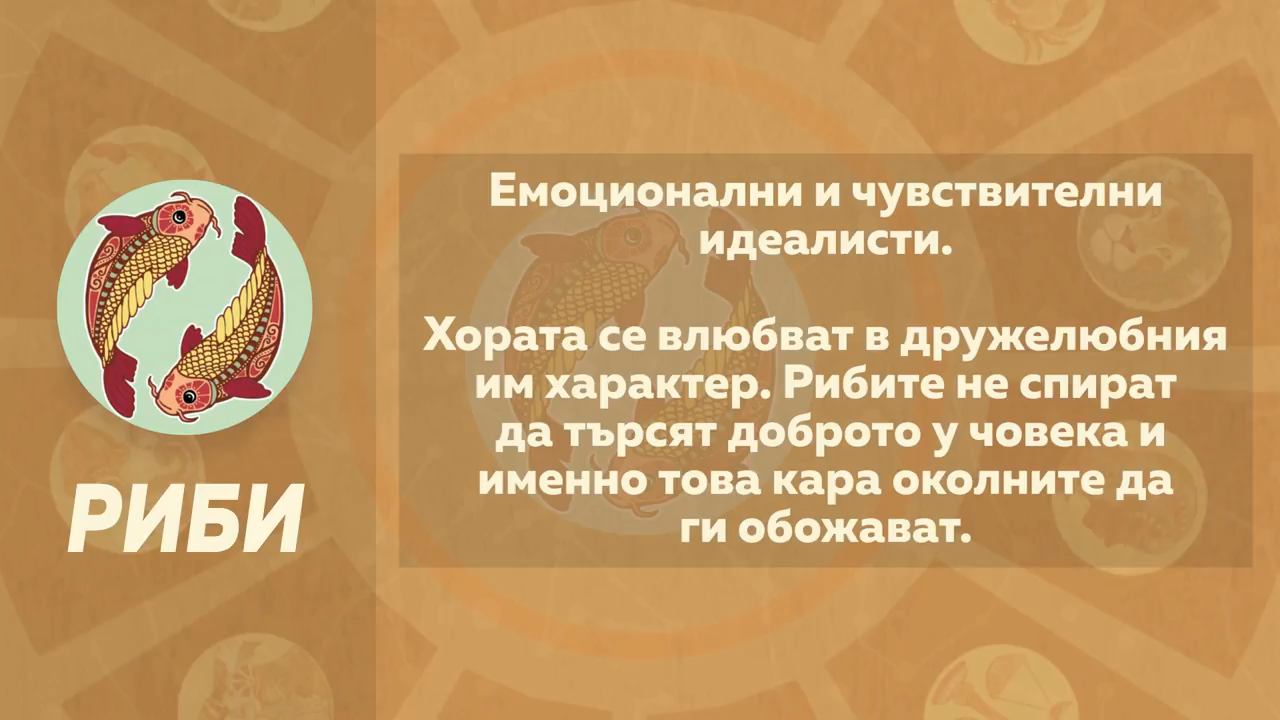 РИБИ
Емоционални и чувствителни
идеалисти.
Хората се влюбват в дружелюбния
им характер. Рибите не спират
да търсят доброто у човека и
именно това кара околните да
ги обожават.